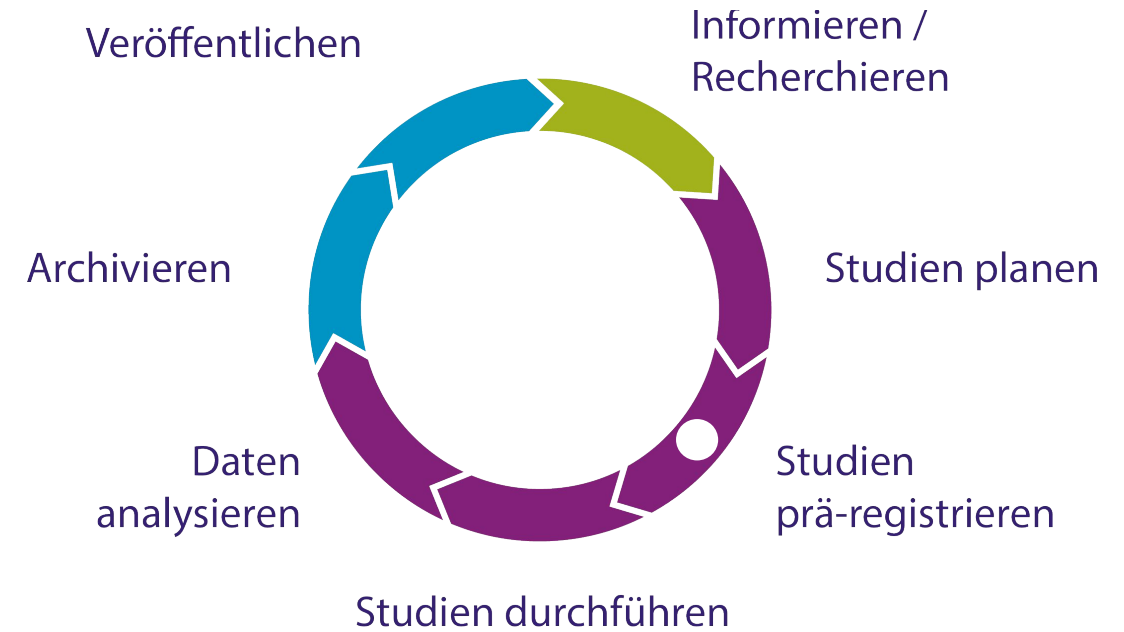 Veröffentlichen
Informieren /
Recherchieren
Archivieren
Studien planen
Daten
analysieren
Studien
prä-registrieren
Studien durchführen